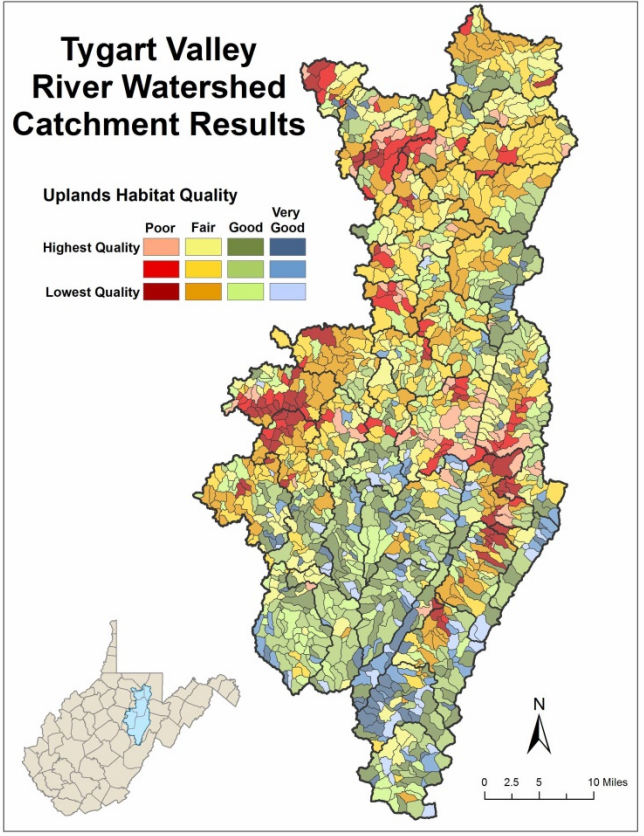 Tygart Valley
River Watershed
Catchment Results
Uplands Habitat Quality
Poor Fair Good Very Good
Highest Quality
Lowest Quality
N
0 2.5 5 10 Miles